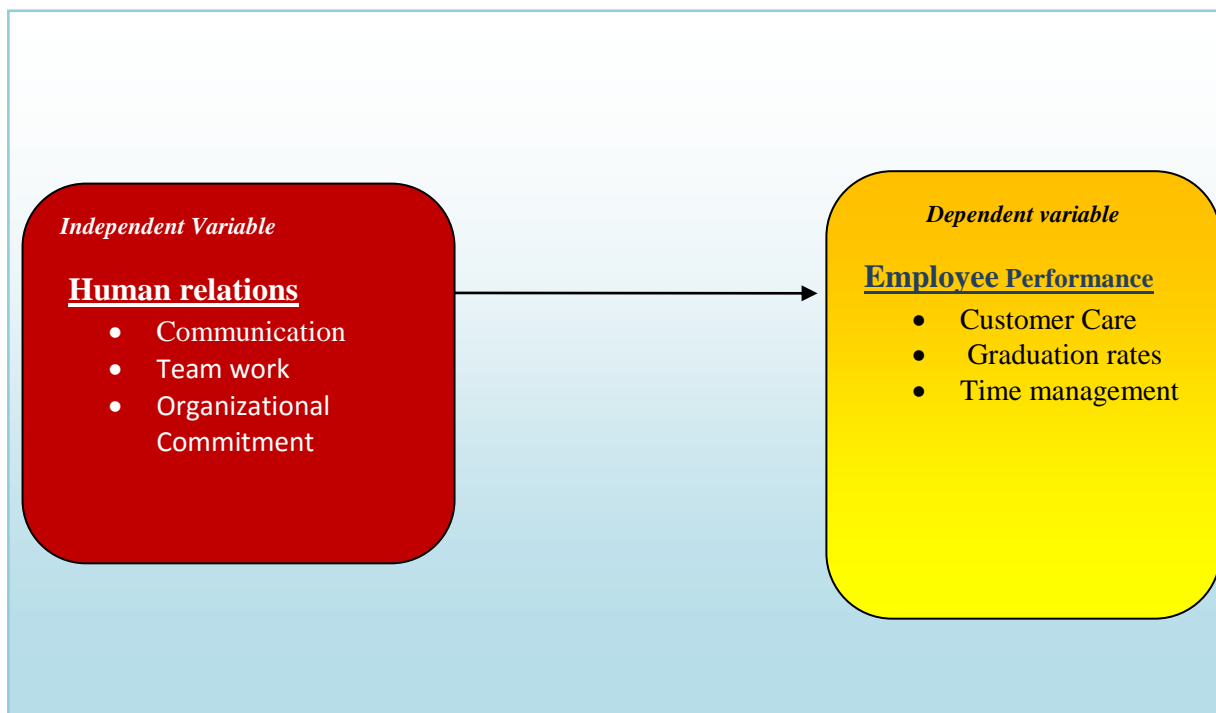 Independent Variable
Human relations
• Communication
• Team work
• Organizational
Commitment
Dependent variable
Employee Performance
• Customer Care
• Graduation rates
• Time management